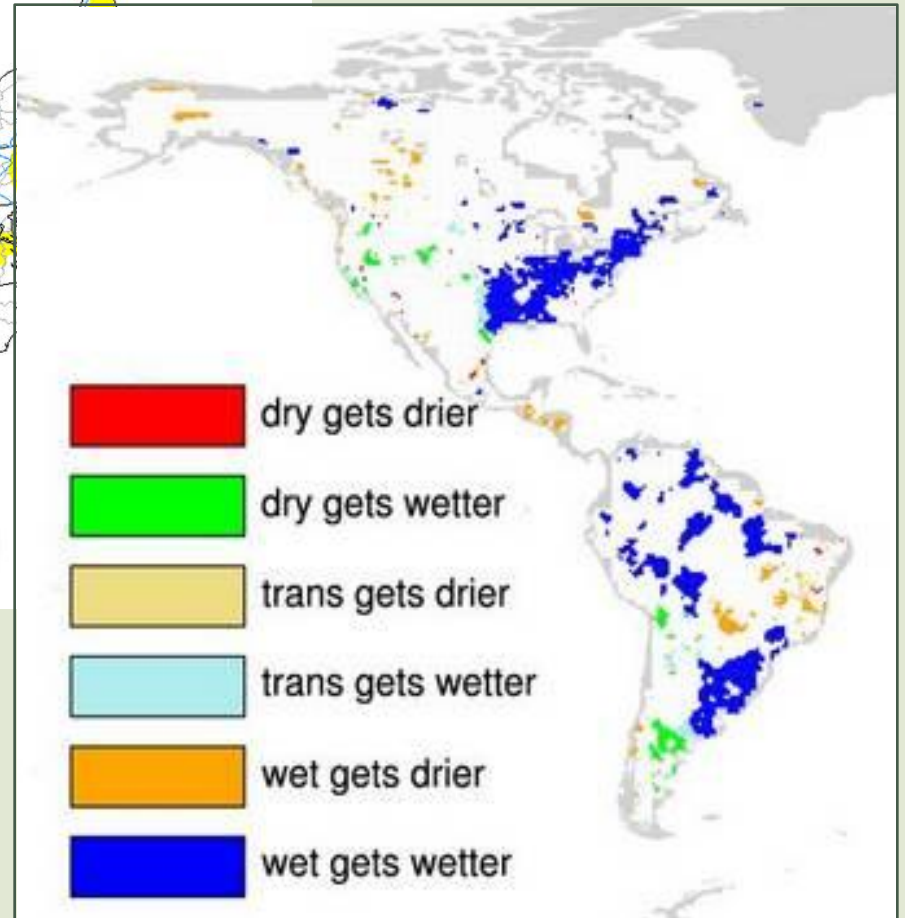 dry gets drier
dry gets wetter
trans gets drier
trans gets wetter
wet gets drier
wet gets wetter